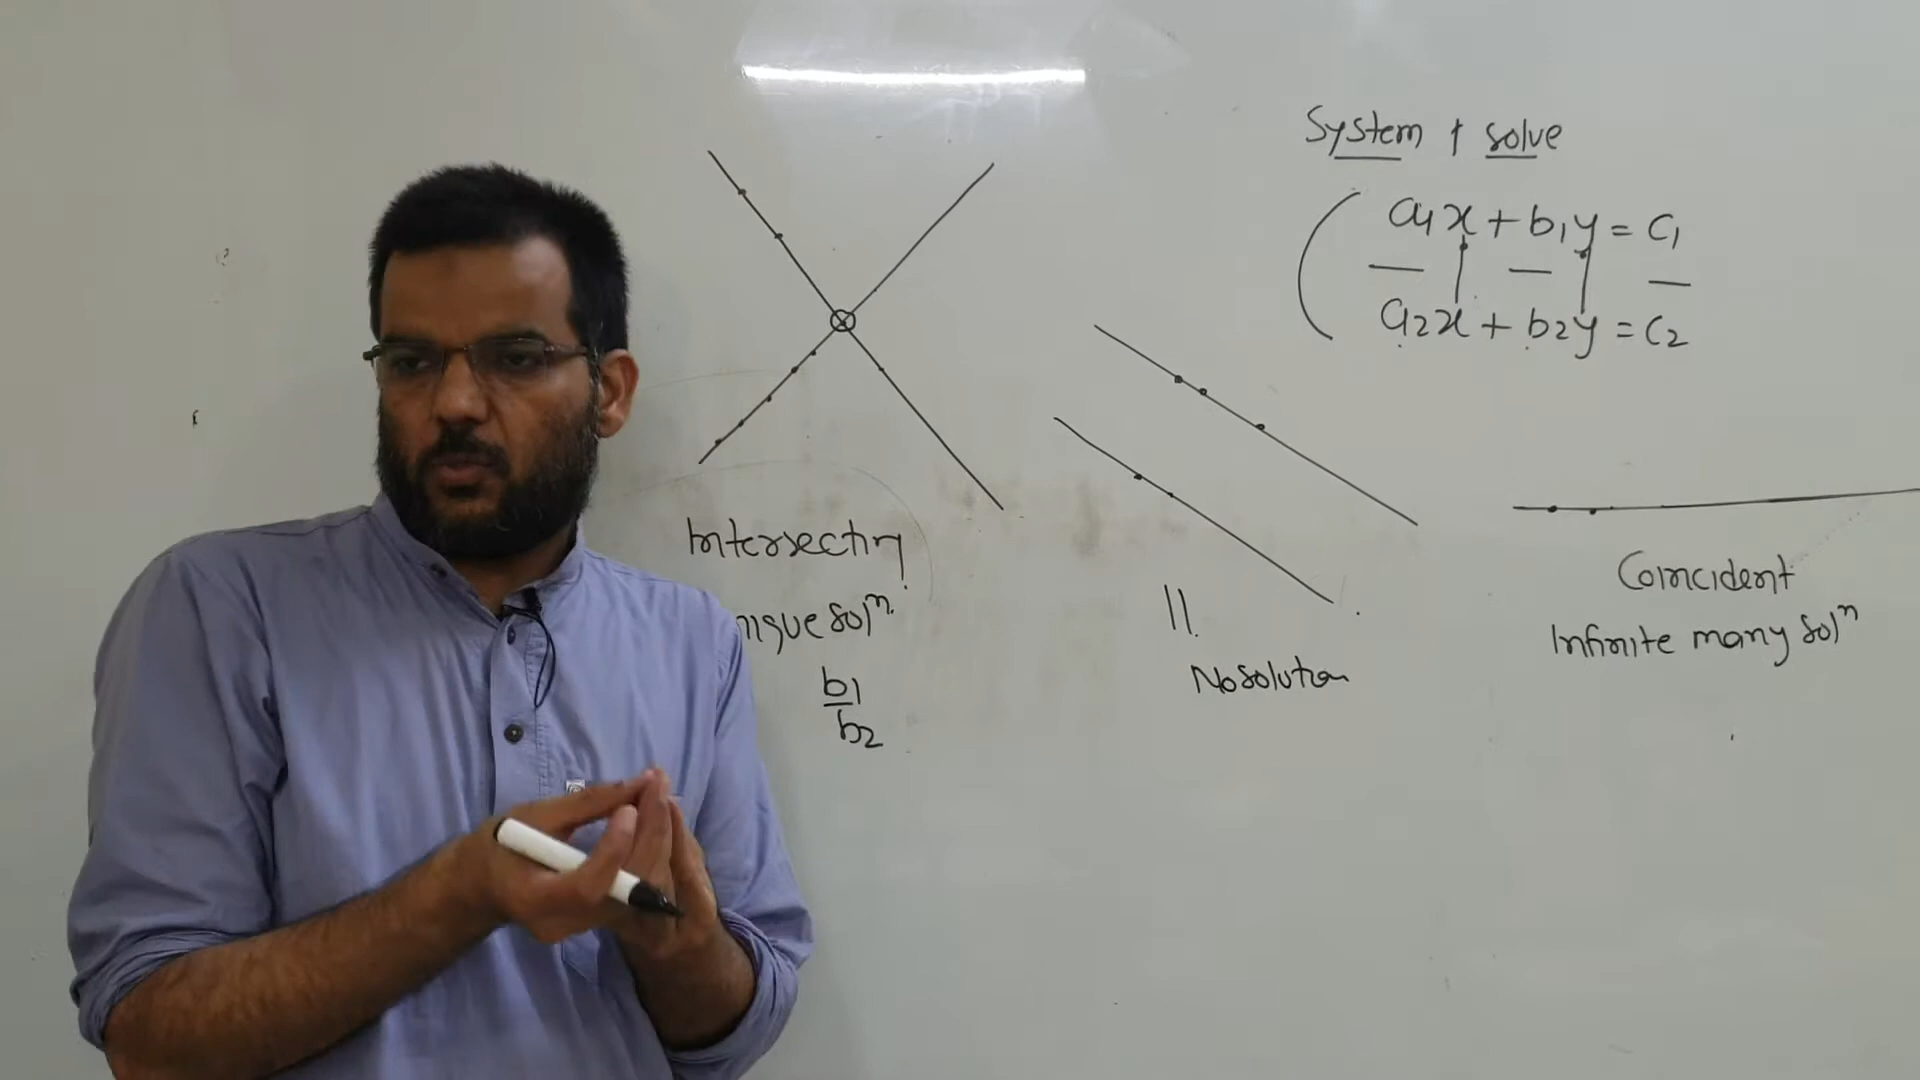 System & solve
a1x + b1y = c1
a2x + b2y = c2
Intersecting
nique solⁿ.
b1
b2
||
No solution
Coincident
Infinite many solⁿ